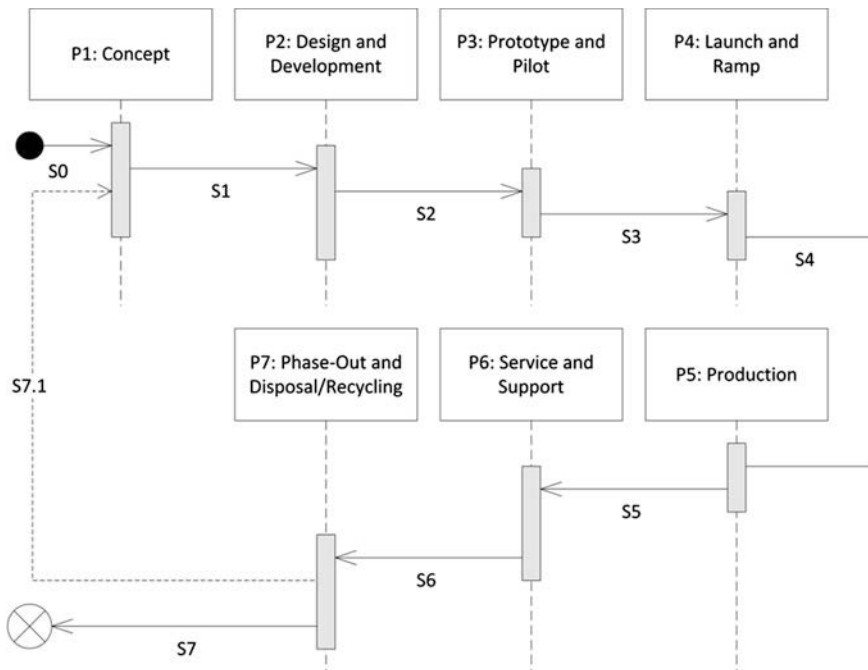 P1: Concept
P2: Design and
Development
P3: Prototype and
Pilot
P4: Launch and
Ramp
S0
S1
S2
S3
S4
P7: Phase-Out and
Disposal/Recycling
P6: Service and
Support
P5: Production
S7.1
S5
S6
S7